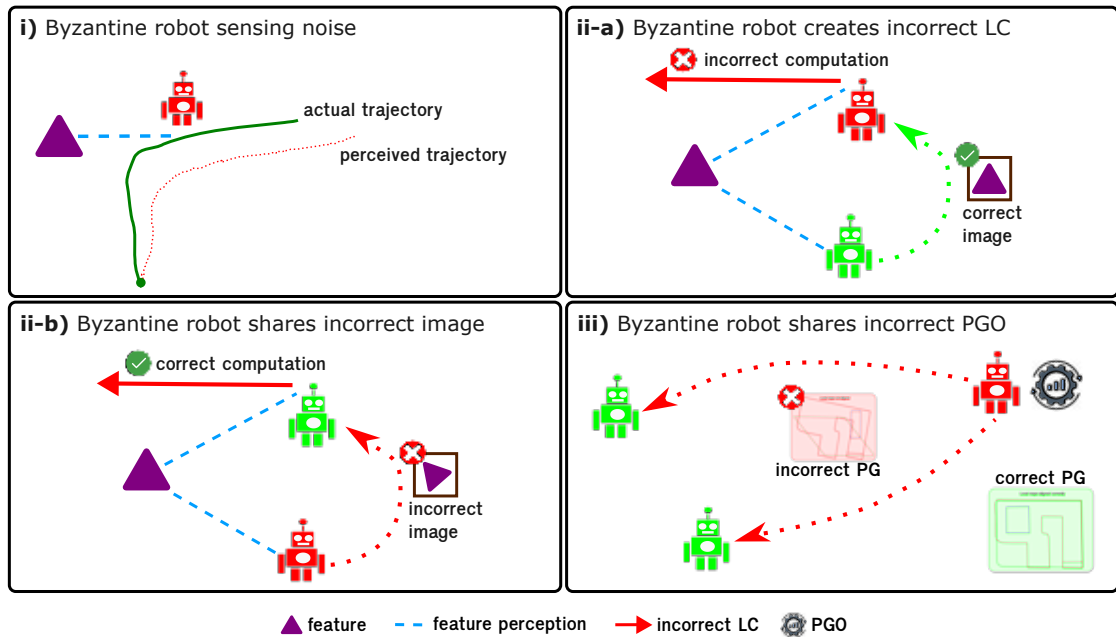 i) Byzantine robot sensing noise
actual trajectory
perceived trajectory
ii-a) Byzantine robot creates incorrect LC
incorrect computation
correct
image
ii-b) Byzantine robot shares incorrect image
correct computation
incorrect
image
iii) Byzantine robot shares incorrect PGO
incorrect PG
correct PG
feature
feature perception
incorrect LC
PGO